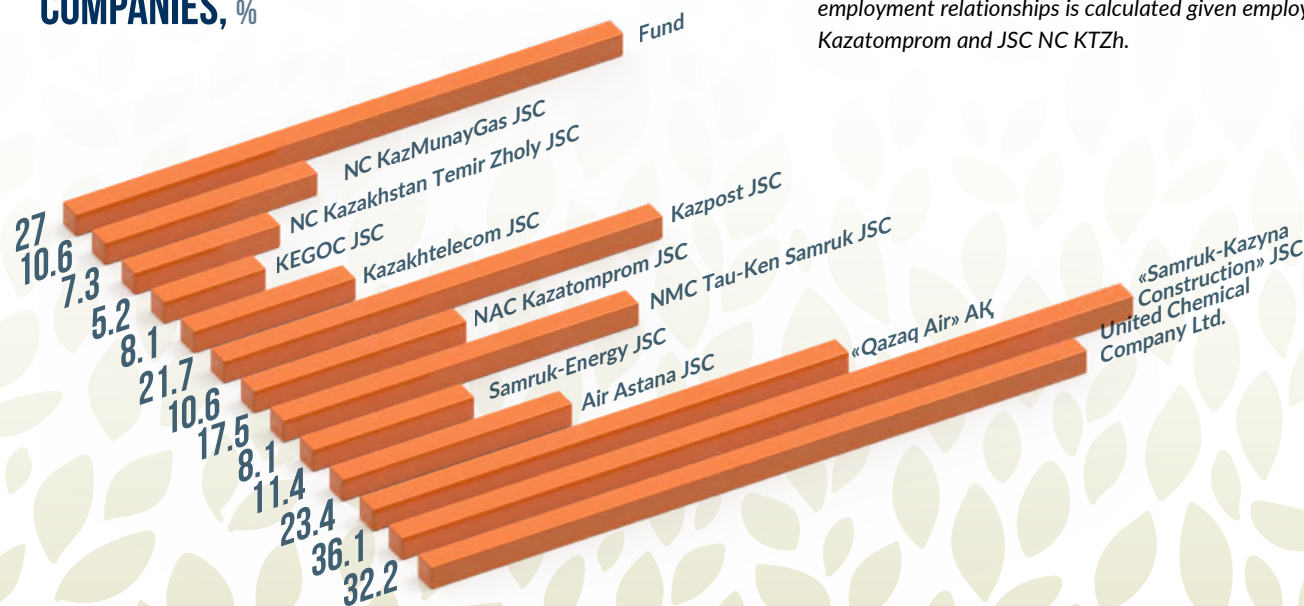 COMPANIES, %
employment relationships is calculated given employ
Kazatomprom and JSC NC KTZh.
Fund
NC KazMunayGas JSC
NC Kazakhstan Temir Zholy JSC
KEGOC JSC
Kazakhtelecom JSC
Kazpost JSC
NAC Kazatomprom JSC
NMC Tau-Ken Samruk JSC
Samruk-Energy JSC
Air Astana JSC
«Qazaq Air» АҚ
«Samruk-Kazyna
Construction» JSC
United Chemical
Company Ltd.
27
10.6
7.3
5.2
8.1
21.7
10.6
17.5
8.1
11.4
23.4
36.1
32.2